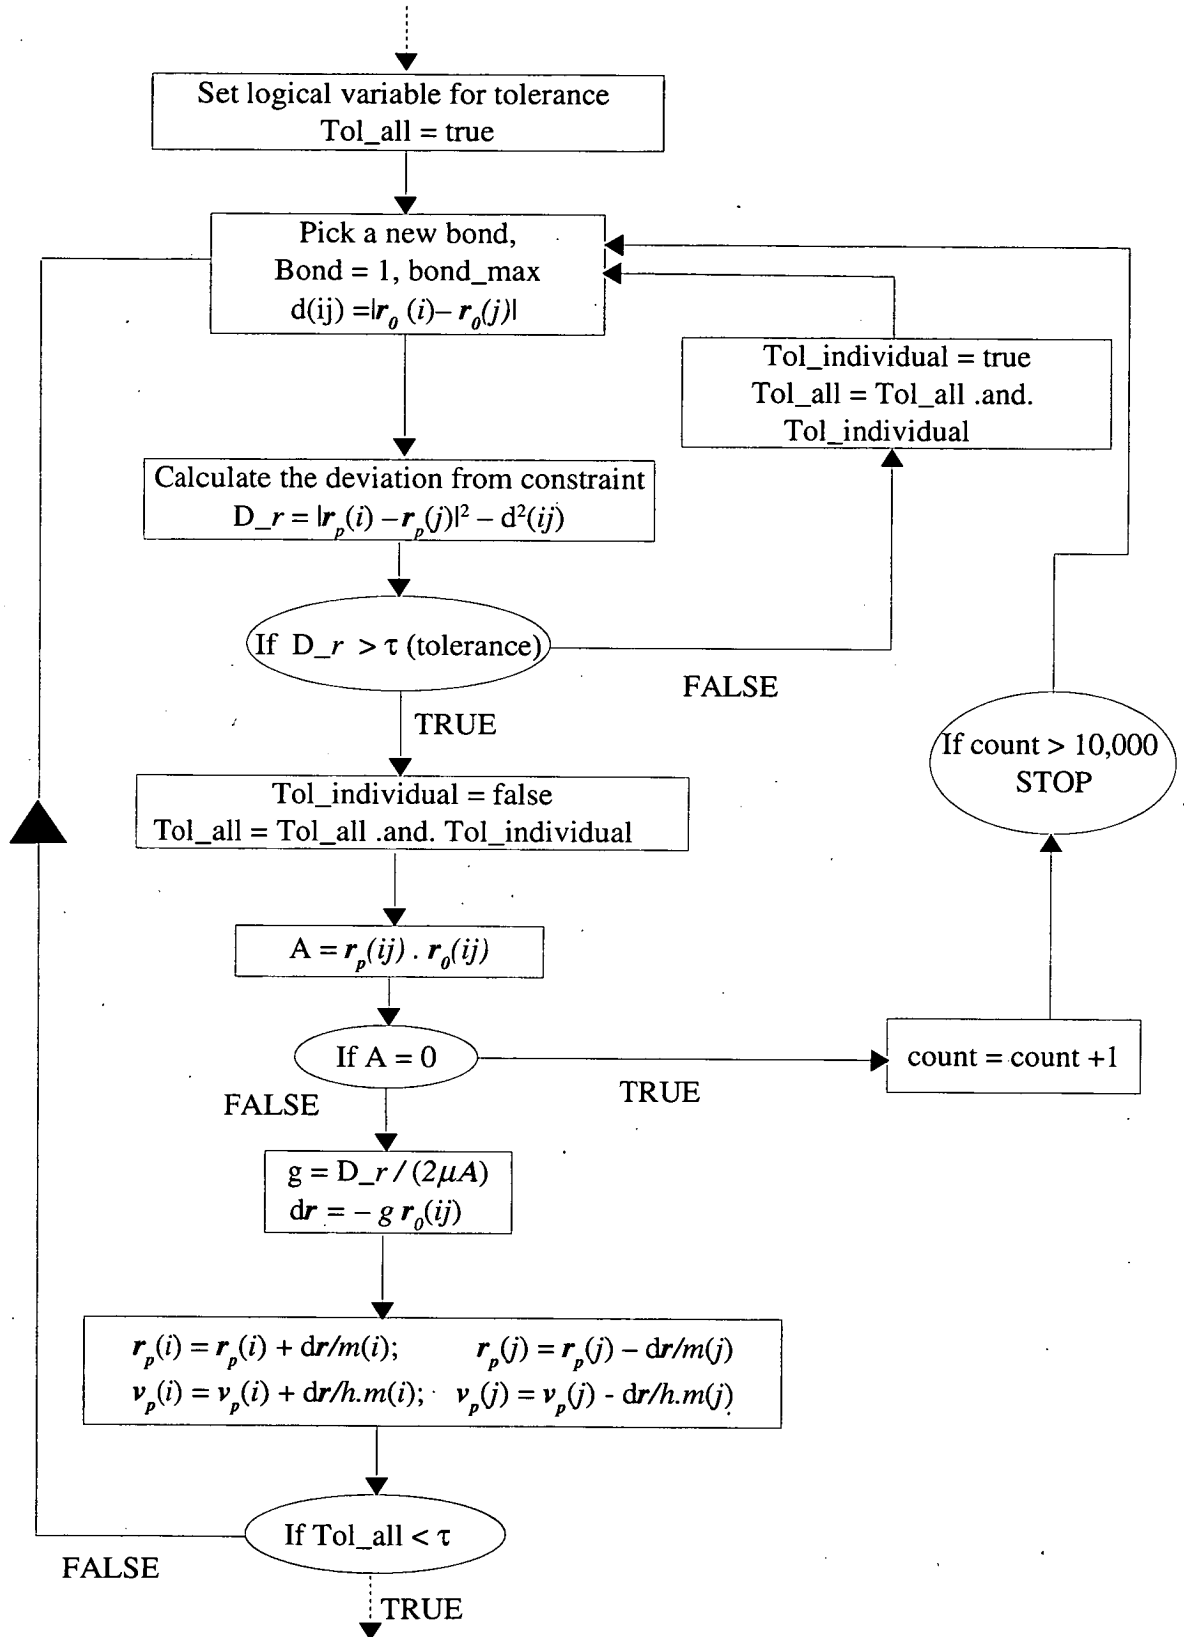 Set logical variable for tolerance
Tol_all = true
Pick a new bond,
Bond = 1, bond_max
d(ij) =|r₀ (i)– r₀(j)|
Tol_individual = true
Tol_all = Tol_all .and.
Tol_individual
Calculate the deviation from constraint
D_r = |rₚ(i) – rₚ(j)|² – d²(ij)
If D_r > τ (tolerance)
FALSE
TRUE
If count > 10,000
STOP
Tol_individual = false
Tol_all = Tol_all .and. Tol_individual
A = rₚ(ij) . r₀(ij)
If A = 0
count = count +1
TRUE
FALSE
g = D_r / (2μA)
dr = – g r₀(ij)
rₚ(i) = rₚ(i) + dr/m(i); rₚ(j) = rₚ(j) – dr/m(j)
vₚ(i) = vₚ(i) + dr/h.m(i); vₚ(j) = vₚ(j) - dr/h.m(j)
If Tol_all < τ
FALSE
TRUE